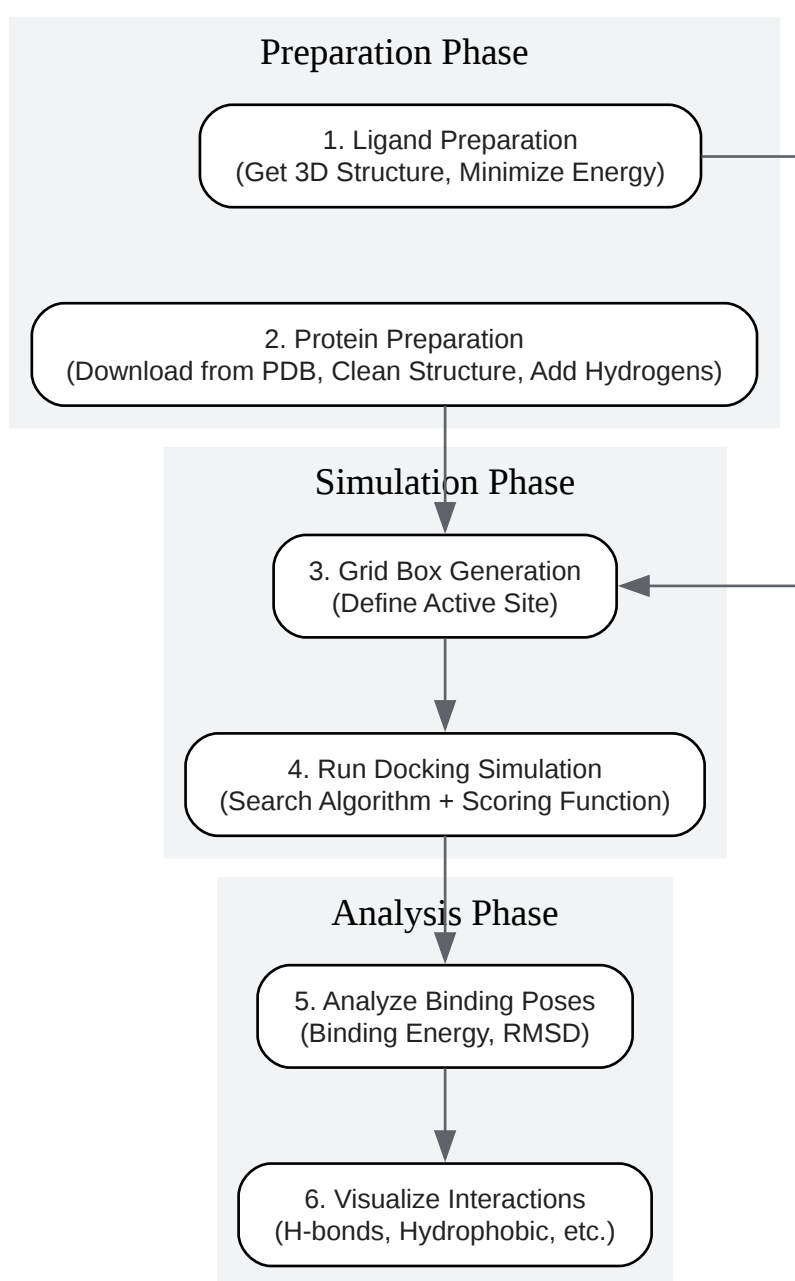 Preparation Phase
1. Ligand Preparation
(Get 3D Structure, Minimize Energy)
2. Protein Preparation
(Download from PDB, Clean Structure, Add Hydrogens)
Simulation Phase
3. Grid Box Generation
(Define Active Site)
4. Run Docking Simulation
(Search Algorithm + Scoring Function)
Analysis Phase
5. Analyze Binding Poses
(Binding Energy, RMSD)
6. Visualize Interactions
(H-bonds, Hydrophobic, etc.)